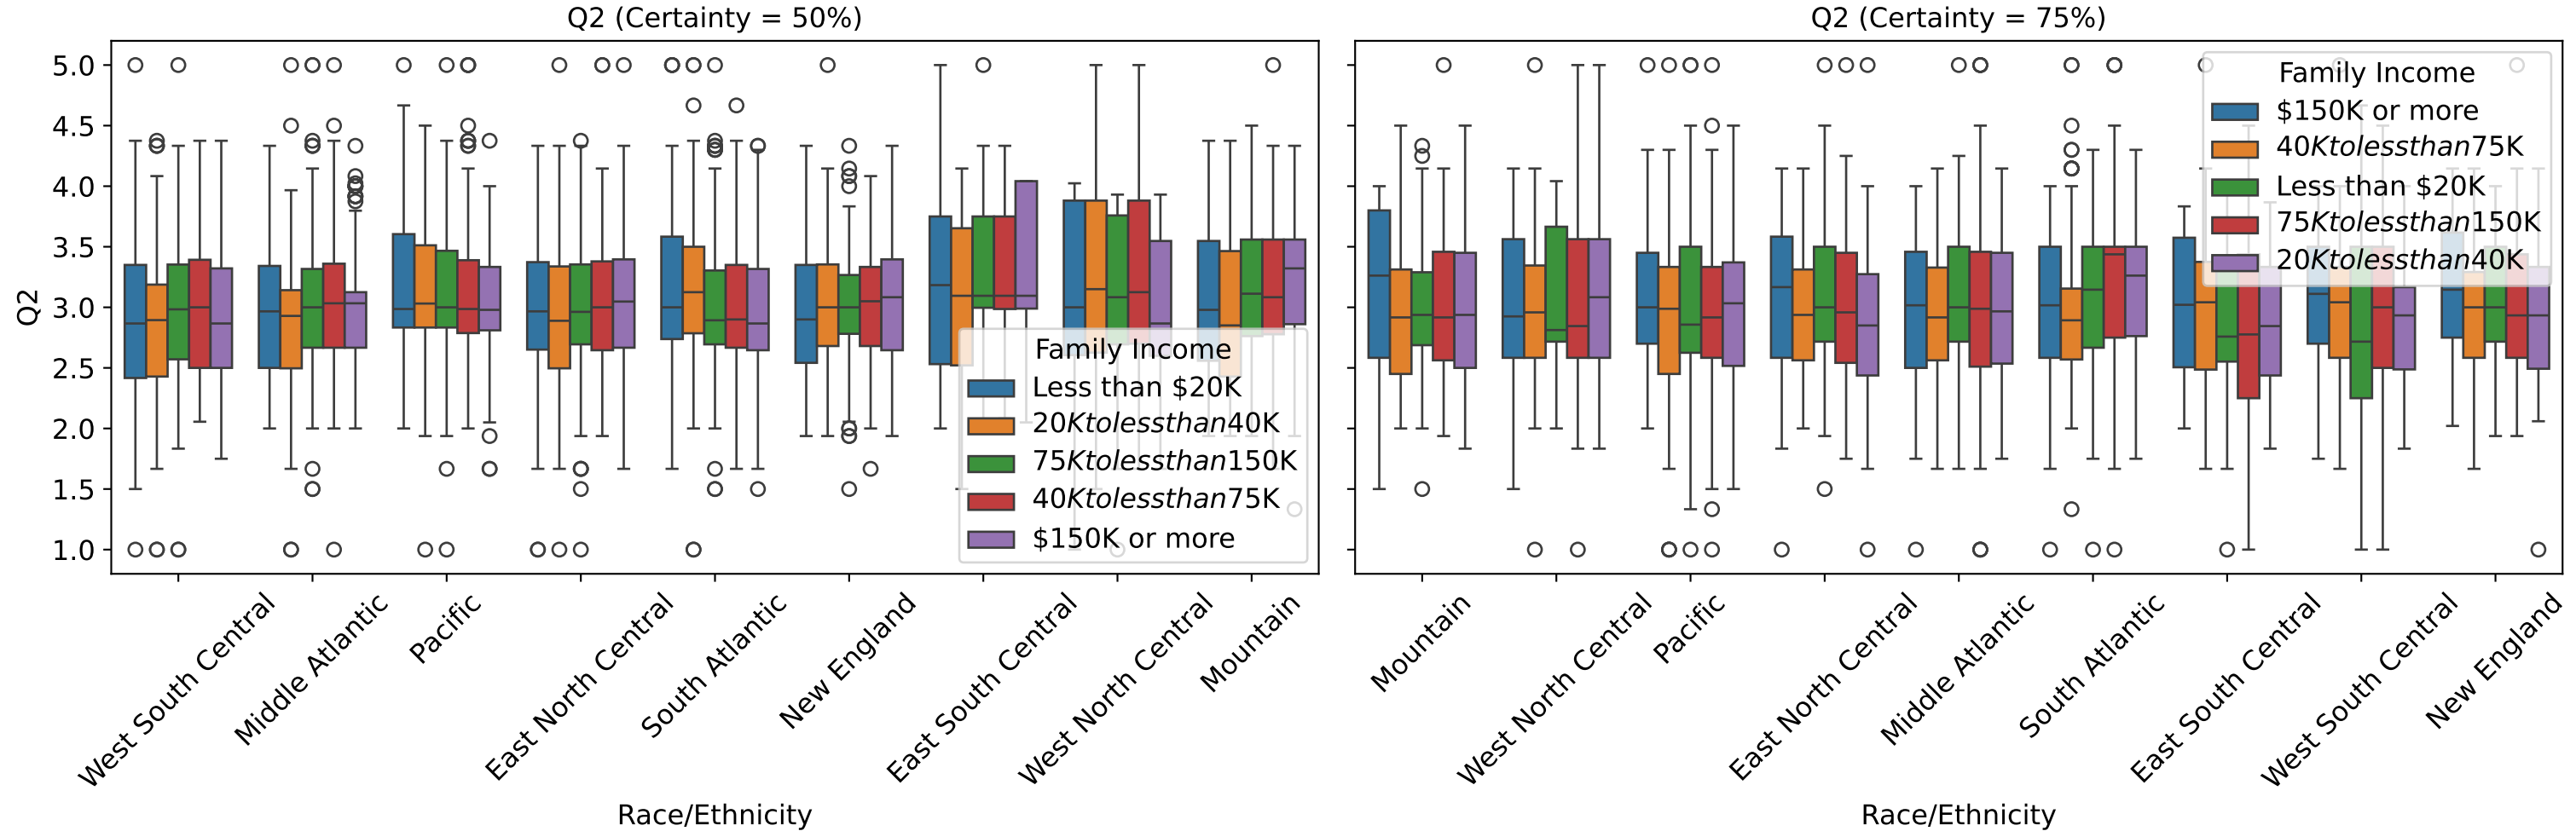 Q2 (Certainty = 50%)
Q2
5.0
4.5
4.0
3.5
3.0
2.5
2.0
1.5
1.0
Family Income
Less than $20K
20Ktolessthan40K
75Ktolessthan150K
40Ktolessthan75K
$150K or more
West South Central
Middle Atlantic
Pacific
East North Central
South Atlantic
New England
East South Central
West North Central
Mountain
Race/Ethnicity
Q2 (Certainty = 75%)
Family Income
$150K or more
40Ktolessthan75K
Less than $20K
75Ktolessthan150K
20Ktolessthan40K
Mountain
West North Central
Pacific
East North Central
Middle Atlantic
South Atlantic
East South Central
West South Central
New England
Race/Ethnicity